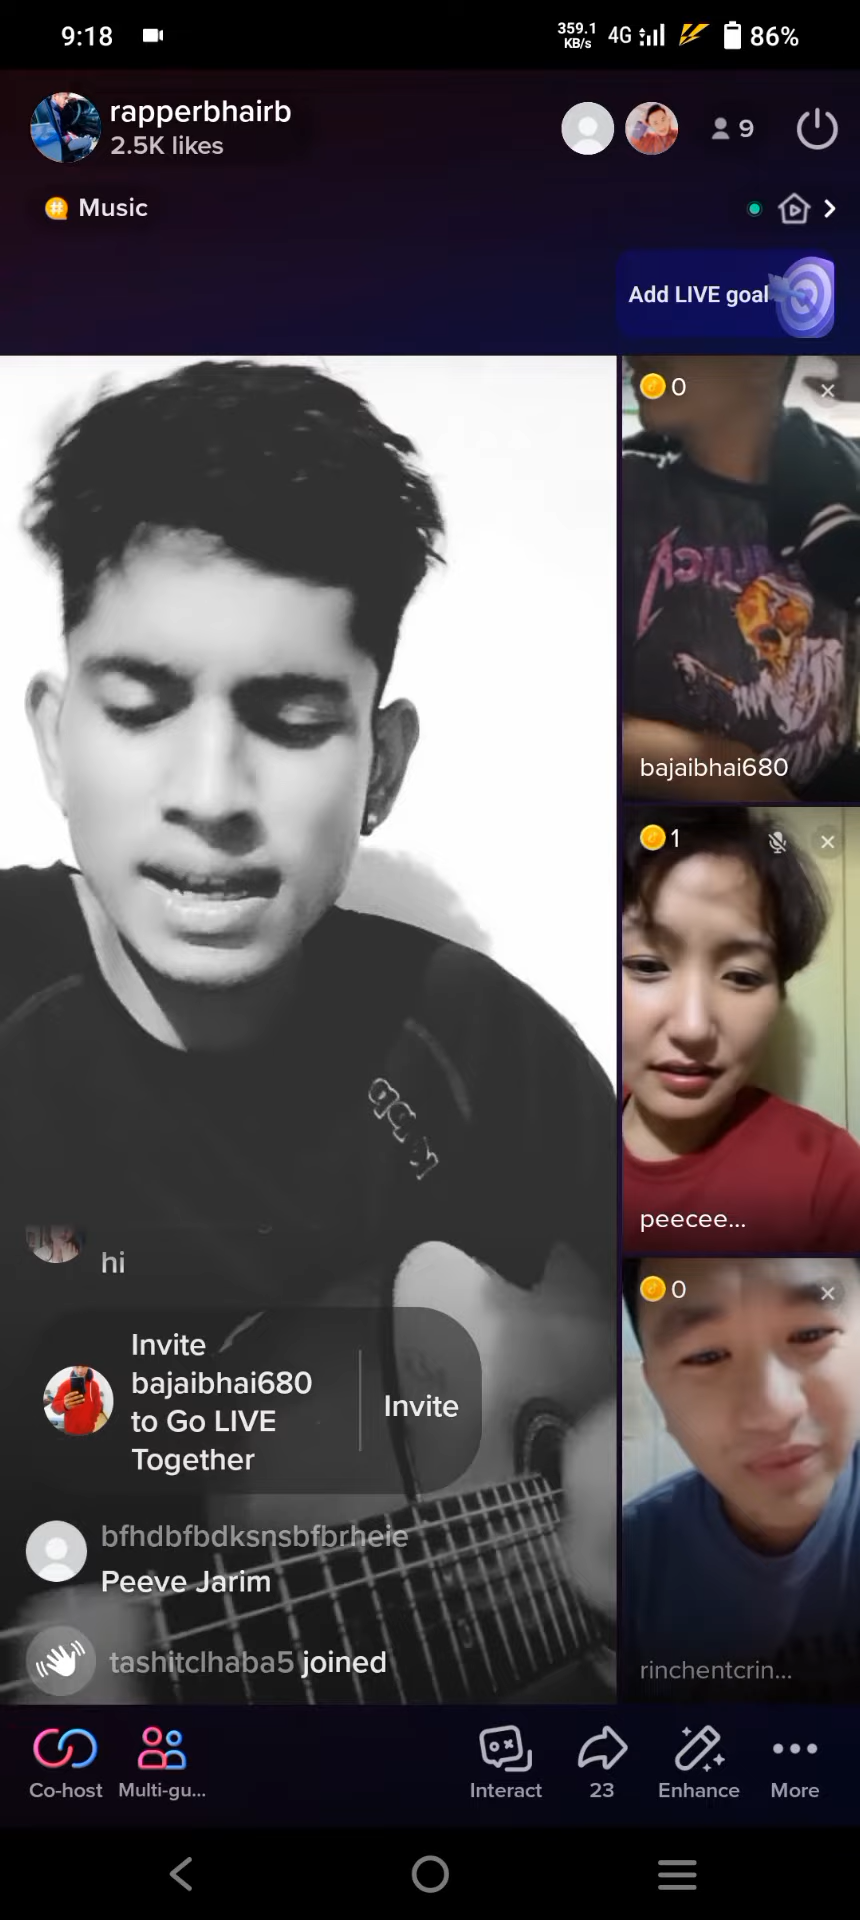 9:18
359.1
KB/s
4G
86%
rapperbhairb
2.5K likes
9
Music
Add LIVE goal
0
bajaibhai680
1
peecee...
0
rinchentcrin...
hi
Invite
bajaibhai680
to Go LIVE
Together
Invite
bfhdbfbdksnsbfbrheie
Peeve Jarim
tashitclhaba5 joined
Co-host
Multi-gu...
Interact
23
Enhance
More